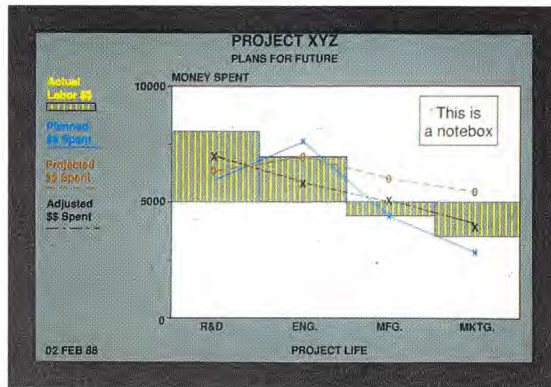 PROJECT XYZ
PLANS FOR FUTURE
MONEY SPENT
Actual
Labor $$
Planned
$$ Spent
Projected
$$ Spent
Adjusted
$$ Spent
10000
5000
0
This is
a notebox
R&D
ENG.
MFG.
MKTG.
02 FEB 88
PROJECT LIFE